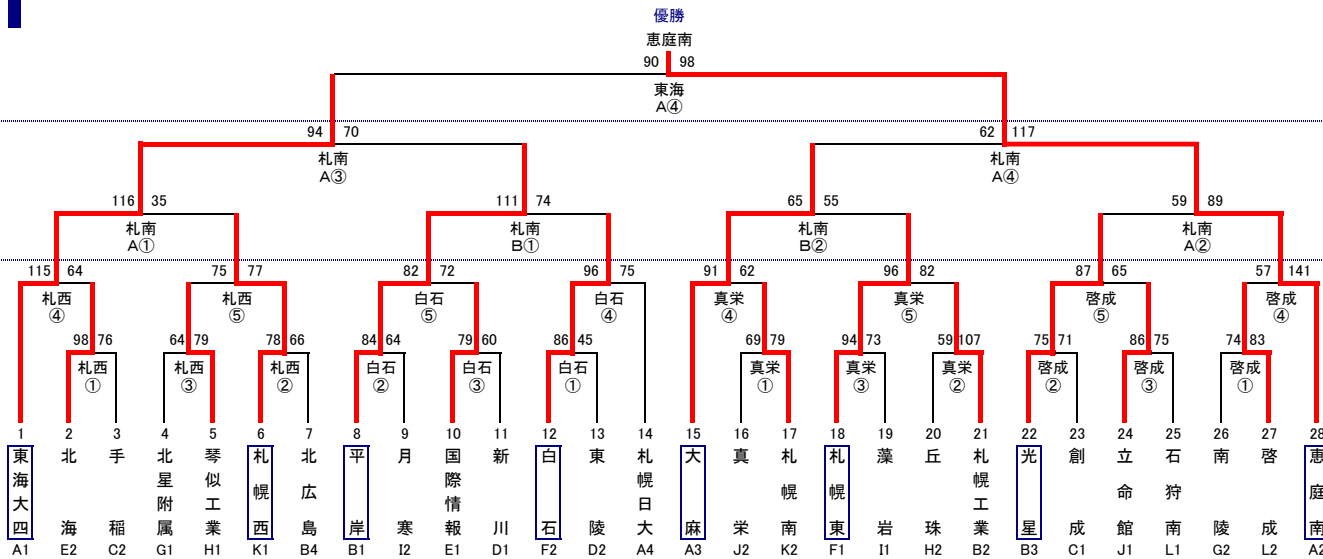 優勝
恵庭南
90 98
東海
A④
94 70 62 117
札南 札南
A③ A④
116 35 111 74 65 55 59 89
札南 札南 札南 札南
A① B① B② A②
115 64 75 77 82 72 96 75 91 62 96 82 87 65 57 141
札西 札西 白石 白石 真栄 真栄 啓成 啓成
④ ⑤ ⑤ ④ ④ ⑤ ⑤ ④
98 76 64 79 78 66 84 64 79 60 86 45 69 79 94 73 59 107 75 71 86 75 74 83
札西 札西 札西 白石 白石 白石 真栄 真栄 真栄 啓成 啓成 啓成
① ③ ② ② ③ ① ① ③ ② ② ③ ①
1 2 3 4 5 6 7 8 9 10 11 12 13 14 15 16 17 18 19 20 21 22 23 24 25 26 27 28
東海大四 北海 手稲 北星附属 琴似工業 札幌西 北広島 平岸 月寒 国際情報 新川 白石 東陵 札幌日大 大麻 真栄 札幌南 札幌東 藻岩 丘珠 札幌工業 光星 創成 立命館 石狩南 南陵 啓成 恵庭南
A1 E2 C2 G1 H1 K1 B4 B1 I2 E1 D1 F2 D2 A4 A3 J2 K2 F1 I1 H2 B2 B3 C1 J1 L1 G2 L2 A2